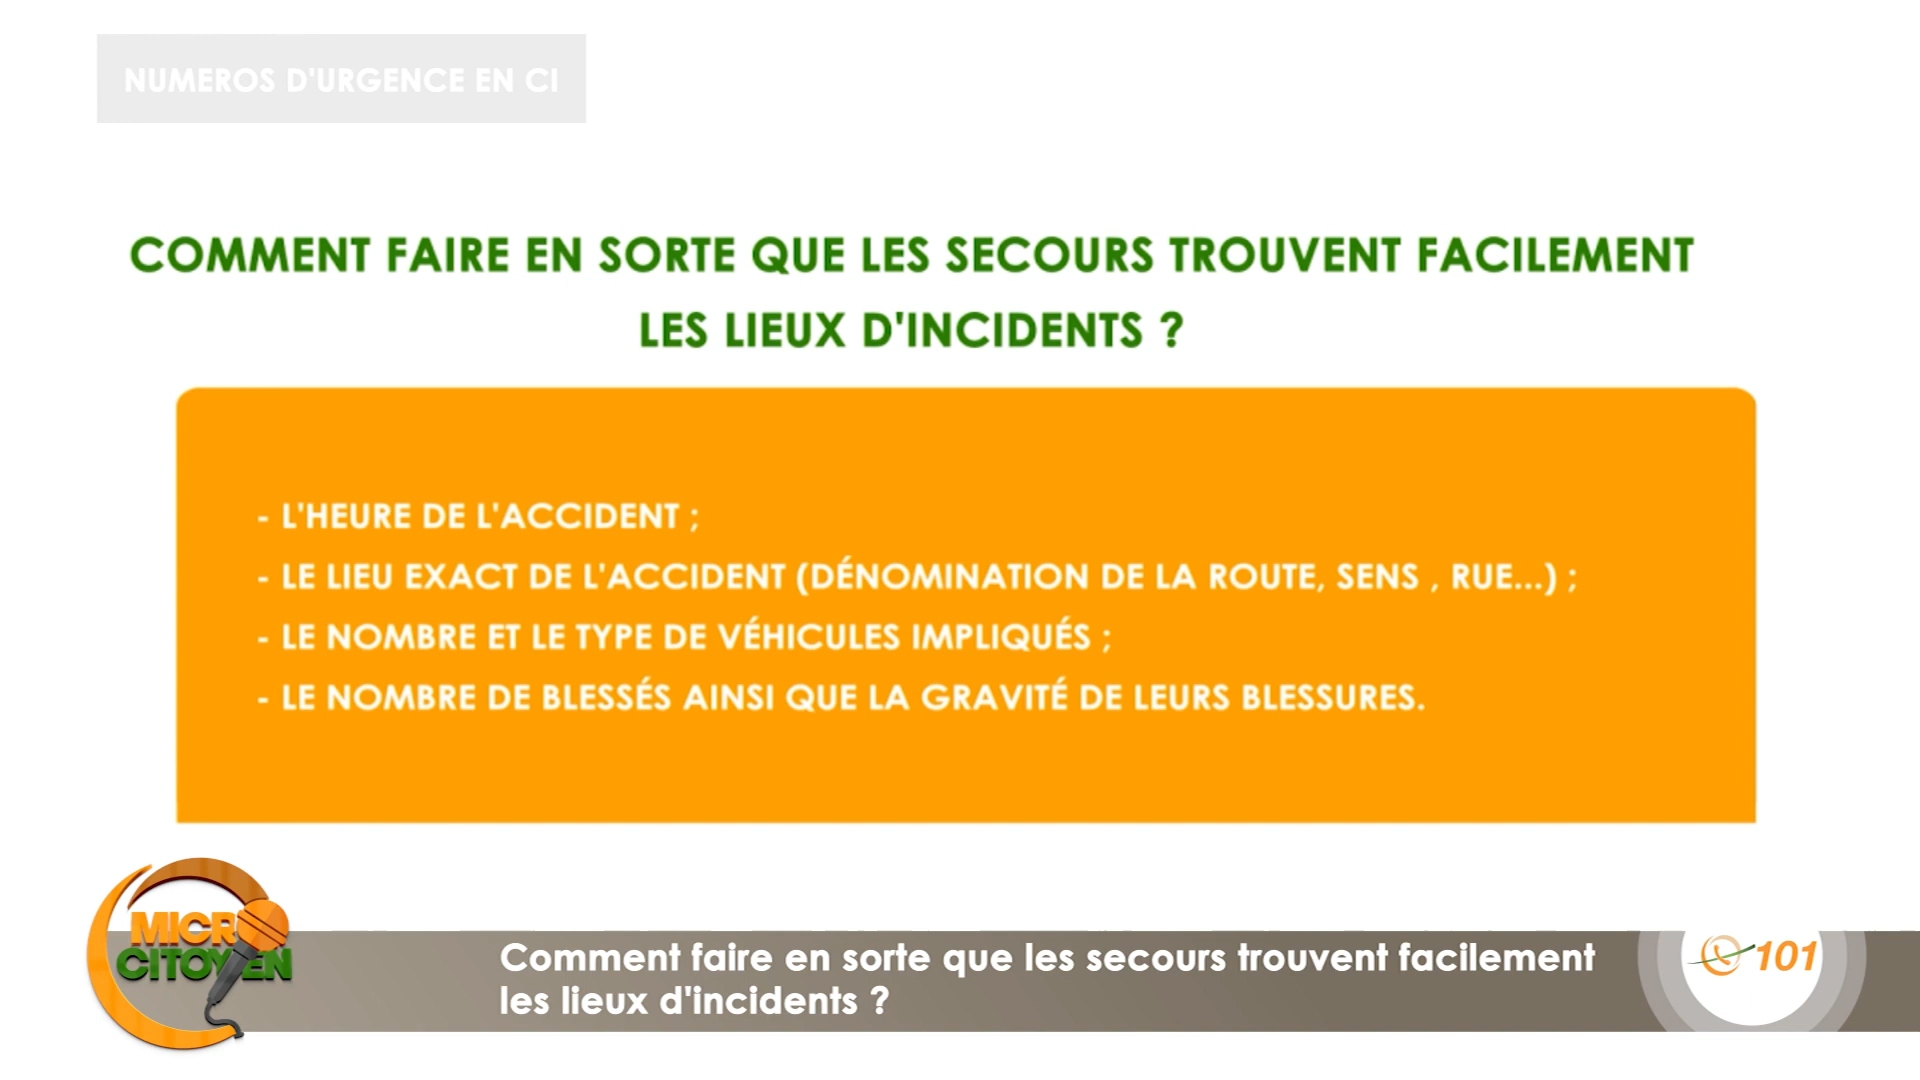 NUMEROS D'URGENCE EN CI
COMMENT FAIRE EN SORTE QUE LES SECOURS TROUVENT FACILEMENT
LES LIEUX D'INCIDENTS ?
- L'HEURE DE L'ACCIDENT ;
- LE LIEU EXACT DE L'ACCIDENT (DÉNOMINATION DE LA ROUTE, SENS , RUE...) ;
- LE NOMBRE ET LE TYPE DE VÉHICULES IMPLIQUÉS ;
- LE NOMBRE DE BLESSÉS AINSI QUE LA GRAVITÉ DE LEURS BLESSURES.
MICRO
CITOYEN
Comment faire en sorte que les secours trouvent facilement
les lieux d'incidents ?
101